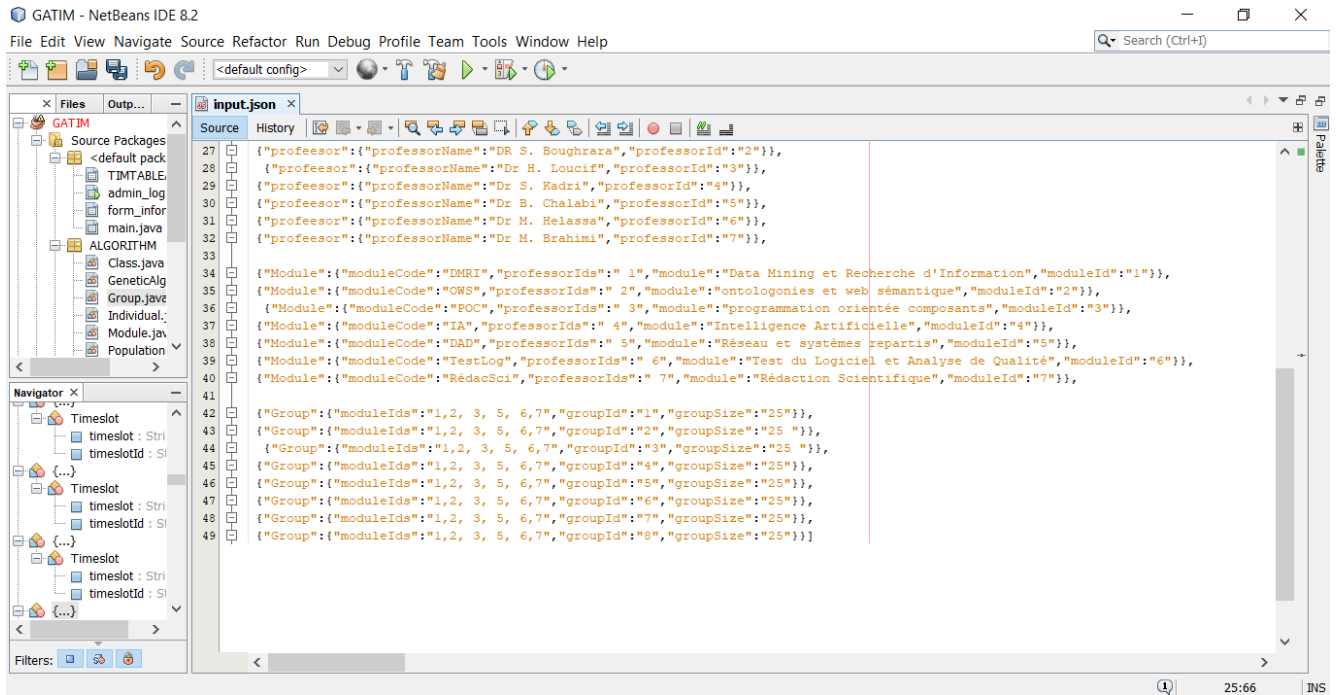 GATIM - NetBeans IDE 8.2
File Edit View Navigate Source Refactor Run Debug Profile Team Tools Window Help
Search (Ctrl+I)
<default config>
Files Outp...
GATIM
Source Packages
<default pack
TIMTABLE
admin_log
form_infor
main.java
ALGORITHM
Class.java
GeneticAlg
Group.java
Individual.
Module.jav
Population
Navigator
Timeslot
timeslot : Stri
timeslotId : S
{...}
Timeslot
timeslot : Stri
timeslotId : S
{...}
Timeslot
timeslot : Stri
timeslotId : S
{...}
Filters:
input.json
Source History
27 {"profeesor":{"professorName":"DR S. Boughrara","professorId":"2"}},
28 {"profeesor":{"professorName":"Dr H. Loucif","professorId":"3"}},
29 {"profeesor":{"professorName":"Dr S. Kadri","professorId":"4"}},
30 {"profeesor":{"professorName":"Dr B. Chalabi","professorId":"5"}},
31 {"profeesor":{"professorName":"Dr M. Helassa","professorId":"6"}},
32 {"profeesor":{"professorName":"Dr M. Brahimi","professorId":"7"}},
33
34 {"Module":{"moduleCode":"DMRI","professorIds":" 1","module":"Data Mining et Recherche d'Information","moduleId":"1"}},
35 {"Module":{"moduleCode":"OWS","professorIds":" 2","module":"ontologonies et web sémantique","moduleId":"2"}},
36 {"Module":{"moduleCode":"POC","professorIds":" 3","module":"programmation orientée composants","moduleId":"3"}},
37 {"Module":{"moduleCode":"IA","professorIds":" 4","module":"Intelligence Artificielle","moduleId":"4"}},
38 {"Module":{"moduleCode":"DAD","professorIds":" 5","module":"Réseau et systèmes repartis","moduleId":"5"}},
39 {"Module":{"moduleCode":"TestLog","professorIds":" 6","module":"Test du Logiciel et Analyse de Qualité","moduleId":"6"}},
40 {"Module":{"moduleCode":"RédacSci","professorIds":" 7","module":"Rédaction Scientifique","moduleId":"7"}},
41
42 {"Group":{"moduleIds":"1,2, 3, 5, 6,7","groupId":"1","groupSize":"25"}},
43 {"Group":{"moduleIds":"1,2, 3, 5, 6,7","groupId":"2","groupSize":"25 "}},
44 {"Group":{"moduleIds":"1,2, 3, 5, 6,7","groupId":"3","groupSize":"25 "}},
45 {"Group":{"moduleIds":"1,2, 3, 5, 6,7","groupId":"4","groupSize":"25"}},
46 {"Group":{"moduleIds":"1,2, 3, 5, 6,7","groupId":"5","groupSize":"25"}},
47 {"Group":{"moduleIds":"1,2, 3, 5, 6,7","groupId":"6","groupSize":"25"}},
48 {"Group":{"moduleIds":"1,2, 3, 5, 6,7","groupId":"7","groupSize":"25"}},
49 {"Group":{"moduleIds":"1,2, 3, 5, 6,7","groupId":"8","groupSize":"25"}}]
Palette
1
25:66
INS